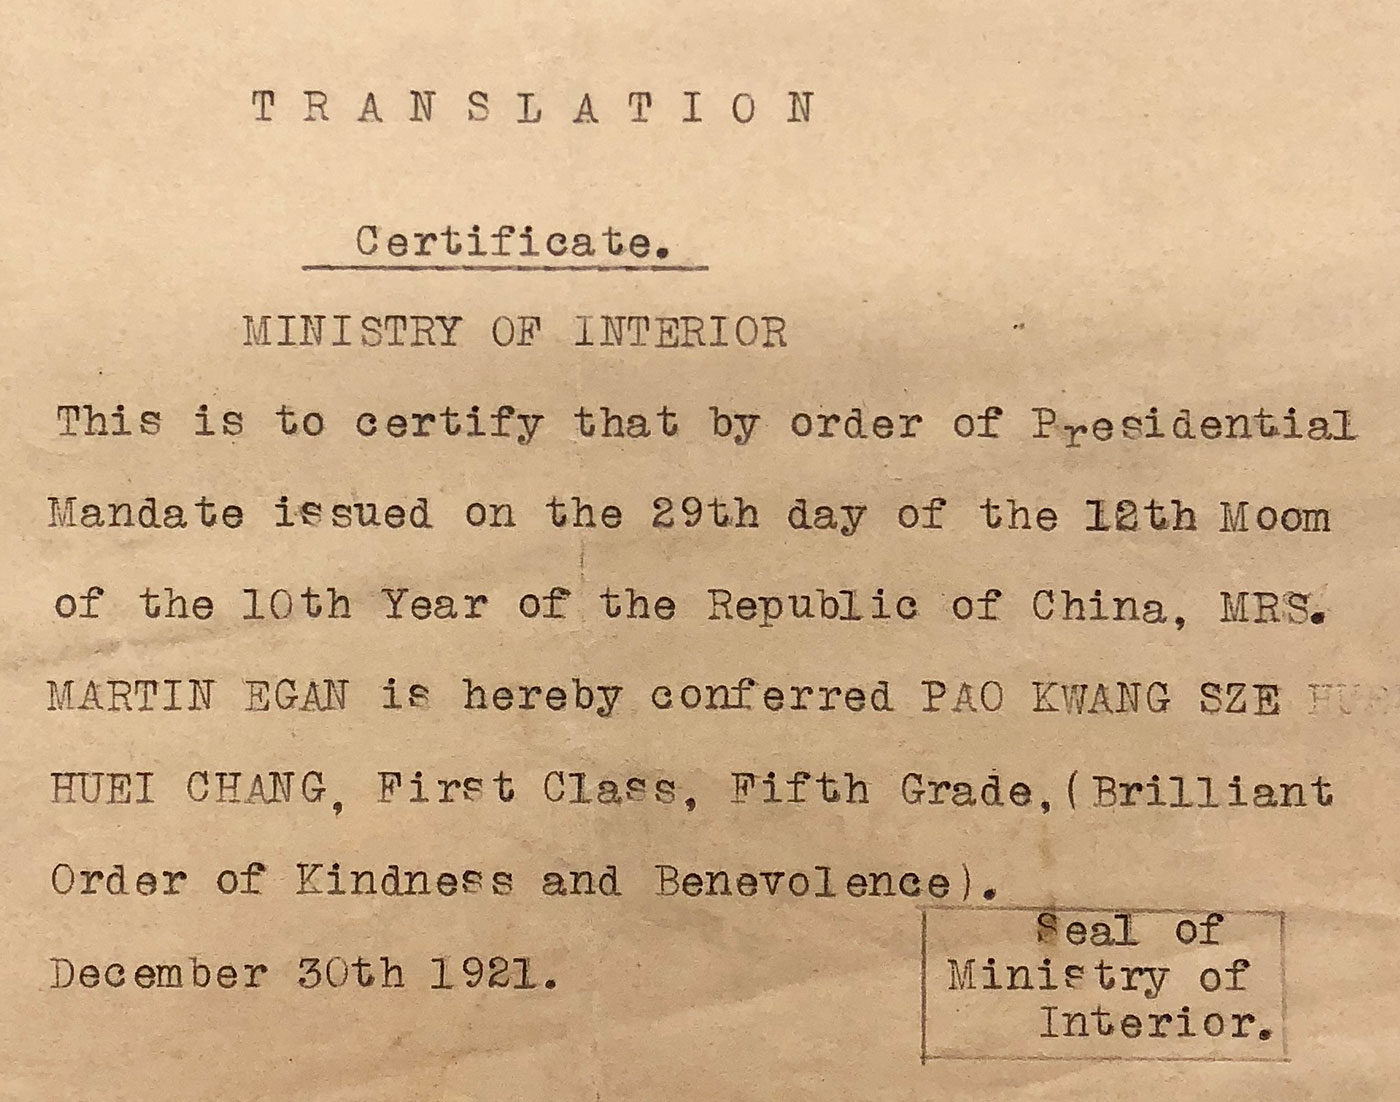 TRANSLATION
Certificate.
MINISTRY OF INTERIOR
This is to certify that by order of Presidential
Mandate issued on the 29th day of the 12th Moom
of the 10th Year of the Republic of China, MRS.
MARTIN EGAN is hereby conferred PAO KWANG SZE
HUEI CHANG, First Class, Fifth Grade,(Brilliant
Order of Kindness and Benevolence).
December 30th 1921.
Seal of
Ministry of
Interior.